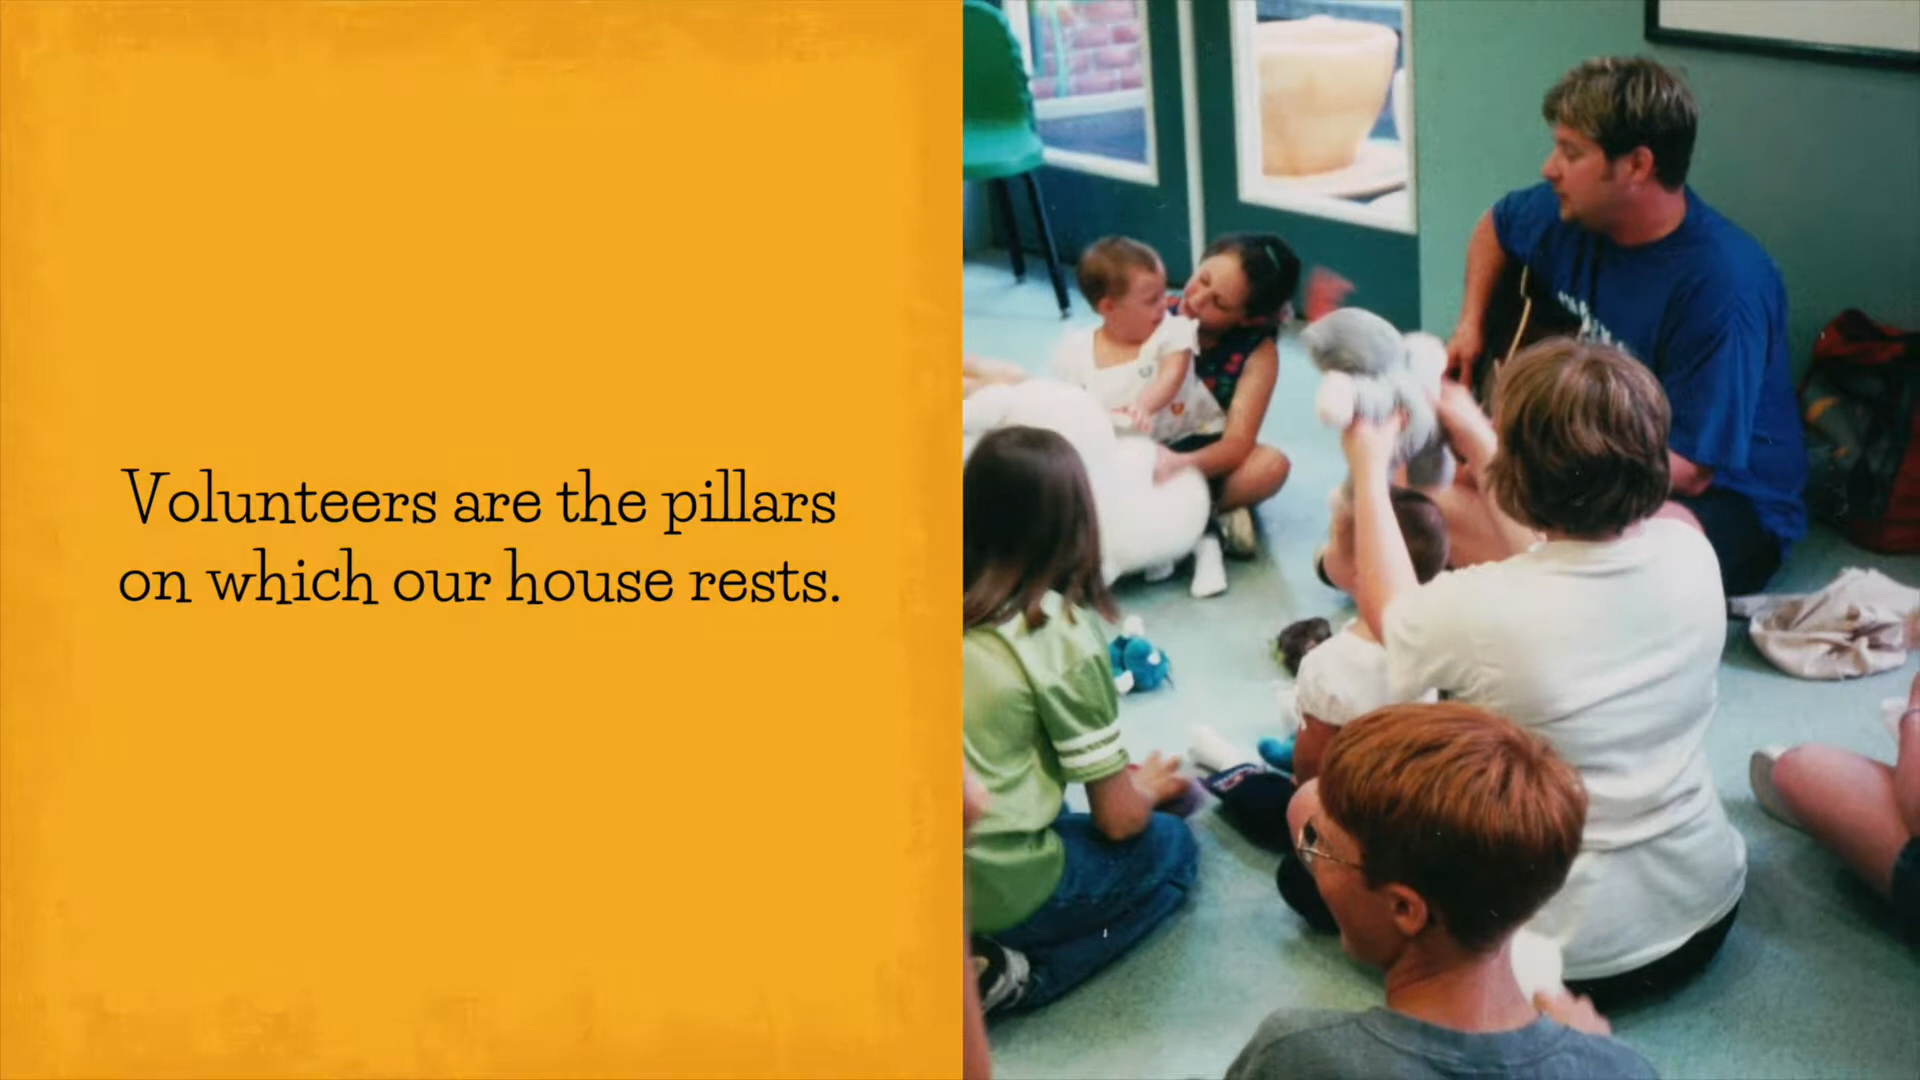 Volunteers are the pillars
on which our house rests.